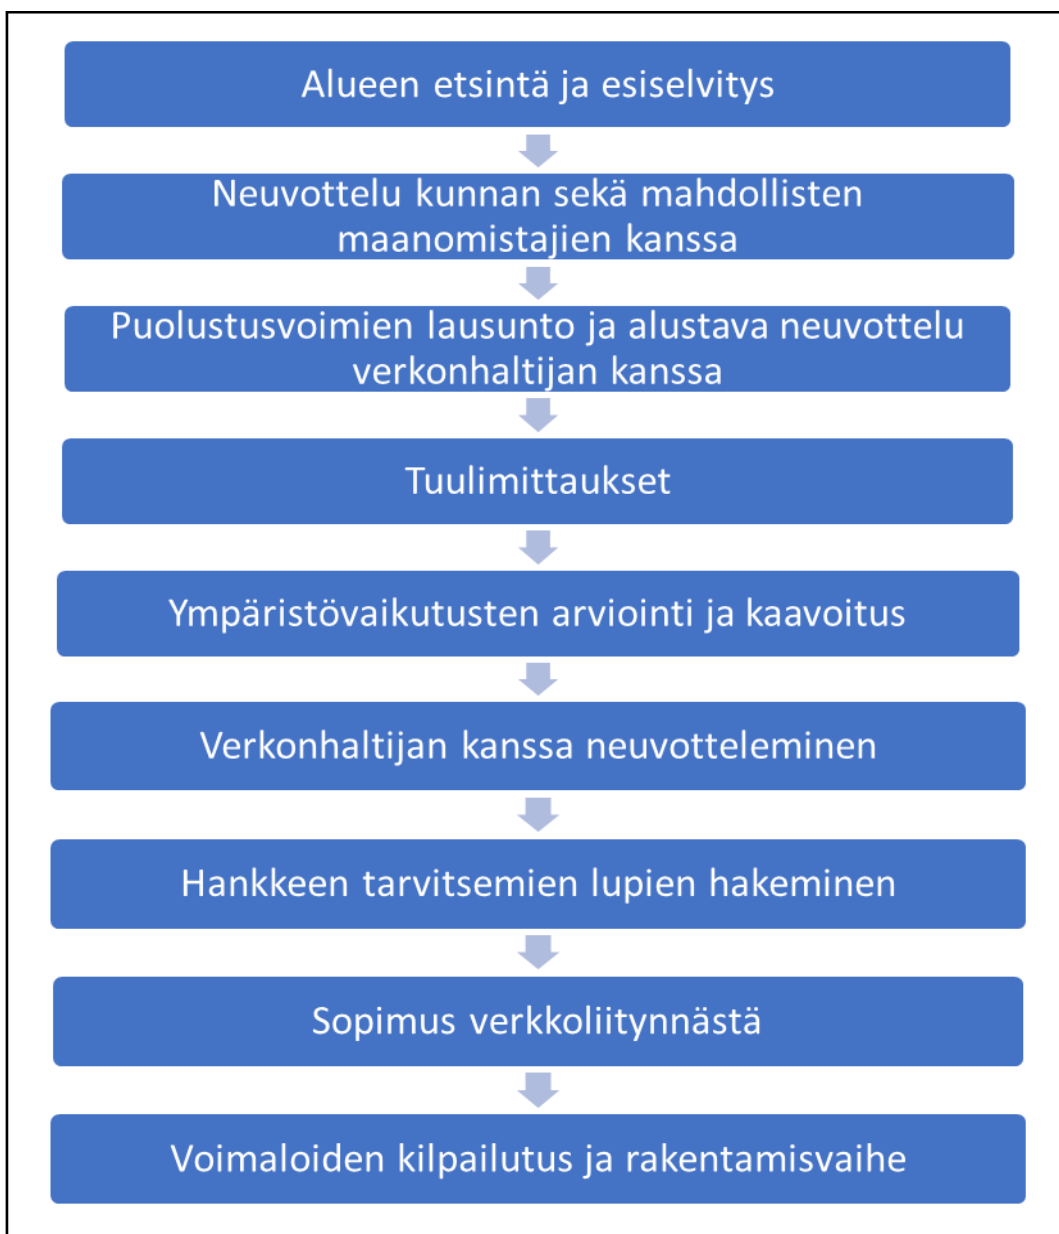 Alueen etsintä ja esiselvitys
Neuvottelu kunnan sekä mahdollisten
maanomistajien kanssa
Puolustusvoimien lausunto ja alustava neuvottelu
verkonhaltijan kanssa
Tuulimittaukset
Ympäristövaikutusten arviointi ja kaavoitus
Verkonhaltijan kanssa neuvotteleminen
Hankkeen tarvitsemien lupien hakeminen
Sopimus verkkoliitynnästä
Voimaloiden kilpailutus ja rakentamisvaihe